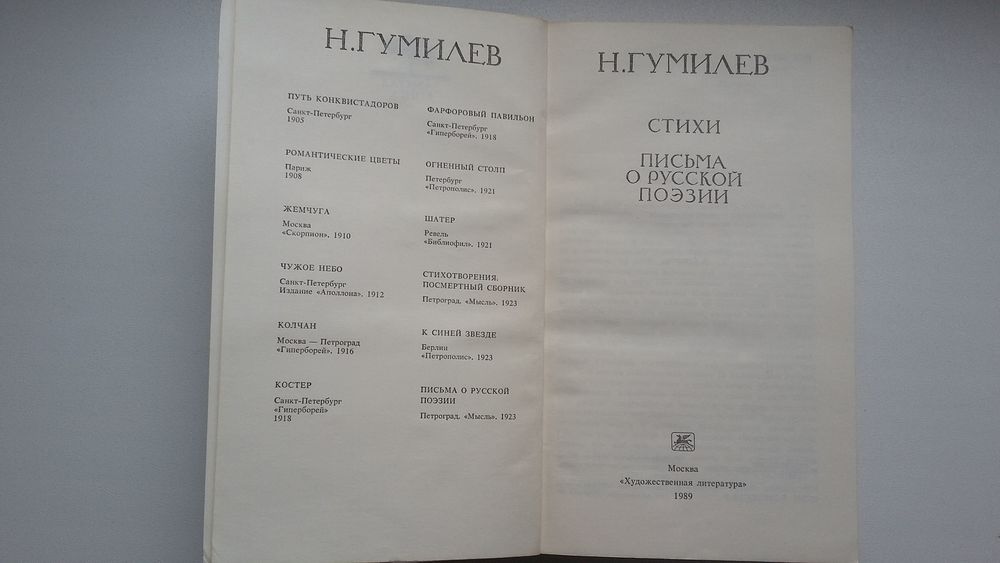 Н.ГУМИЛЕВ
ПУТЬ КОНКВИСТАДОРОВ
Санкт-Петербург
1905
РОМАНТИЧЕСКИЕ ЦВЕТЫ
Париж
1908
ЖЕМЧУГА
Москва
«Скорпион», 1910
ЧУЖОЕ НЕБО
Санкт-Петербург
Издание «Аполлона», 1912
КОЛЧАН
Москва — Петроград
«Гиперборей», 1916
КОСТЕР
Санкт-Петербург
«Гиперборей»
1918
ФАРФОРОВЫЙ ПАВИЛЬОН
Санкт-Петербург
«Гиперборей», 1918
ОГНЕННЫЙ СТОЛП
Петербург
«Петрополис», 1921
ШАТЕР
Ревель
«Библиофил», 1921
СТИХОТВОРЕНИЯ.
ПОСМЕРТНЫЙ СБОРНИК
Петроград, «Мысль», 1923
К СИНЕЙ ЗВЕЗДЕ
Берлин
«Петрополис», 1923
ПИСЬМА О РУССКОЙ
ПОЭЗИИ
Петроград, «Мысль», 1923
Н.ГУМИЛЕВ
СТИХИ
ПИСЬМА
О РУССКОЙ
ПОЭЗИИ
Москва
«Художественная литература»
1989